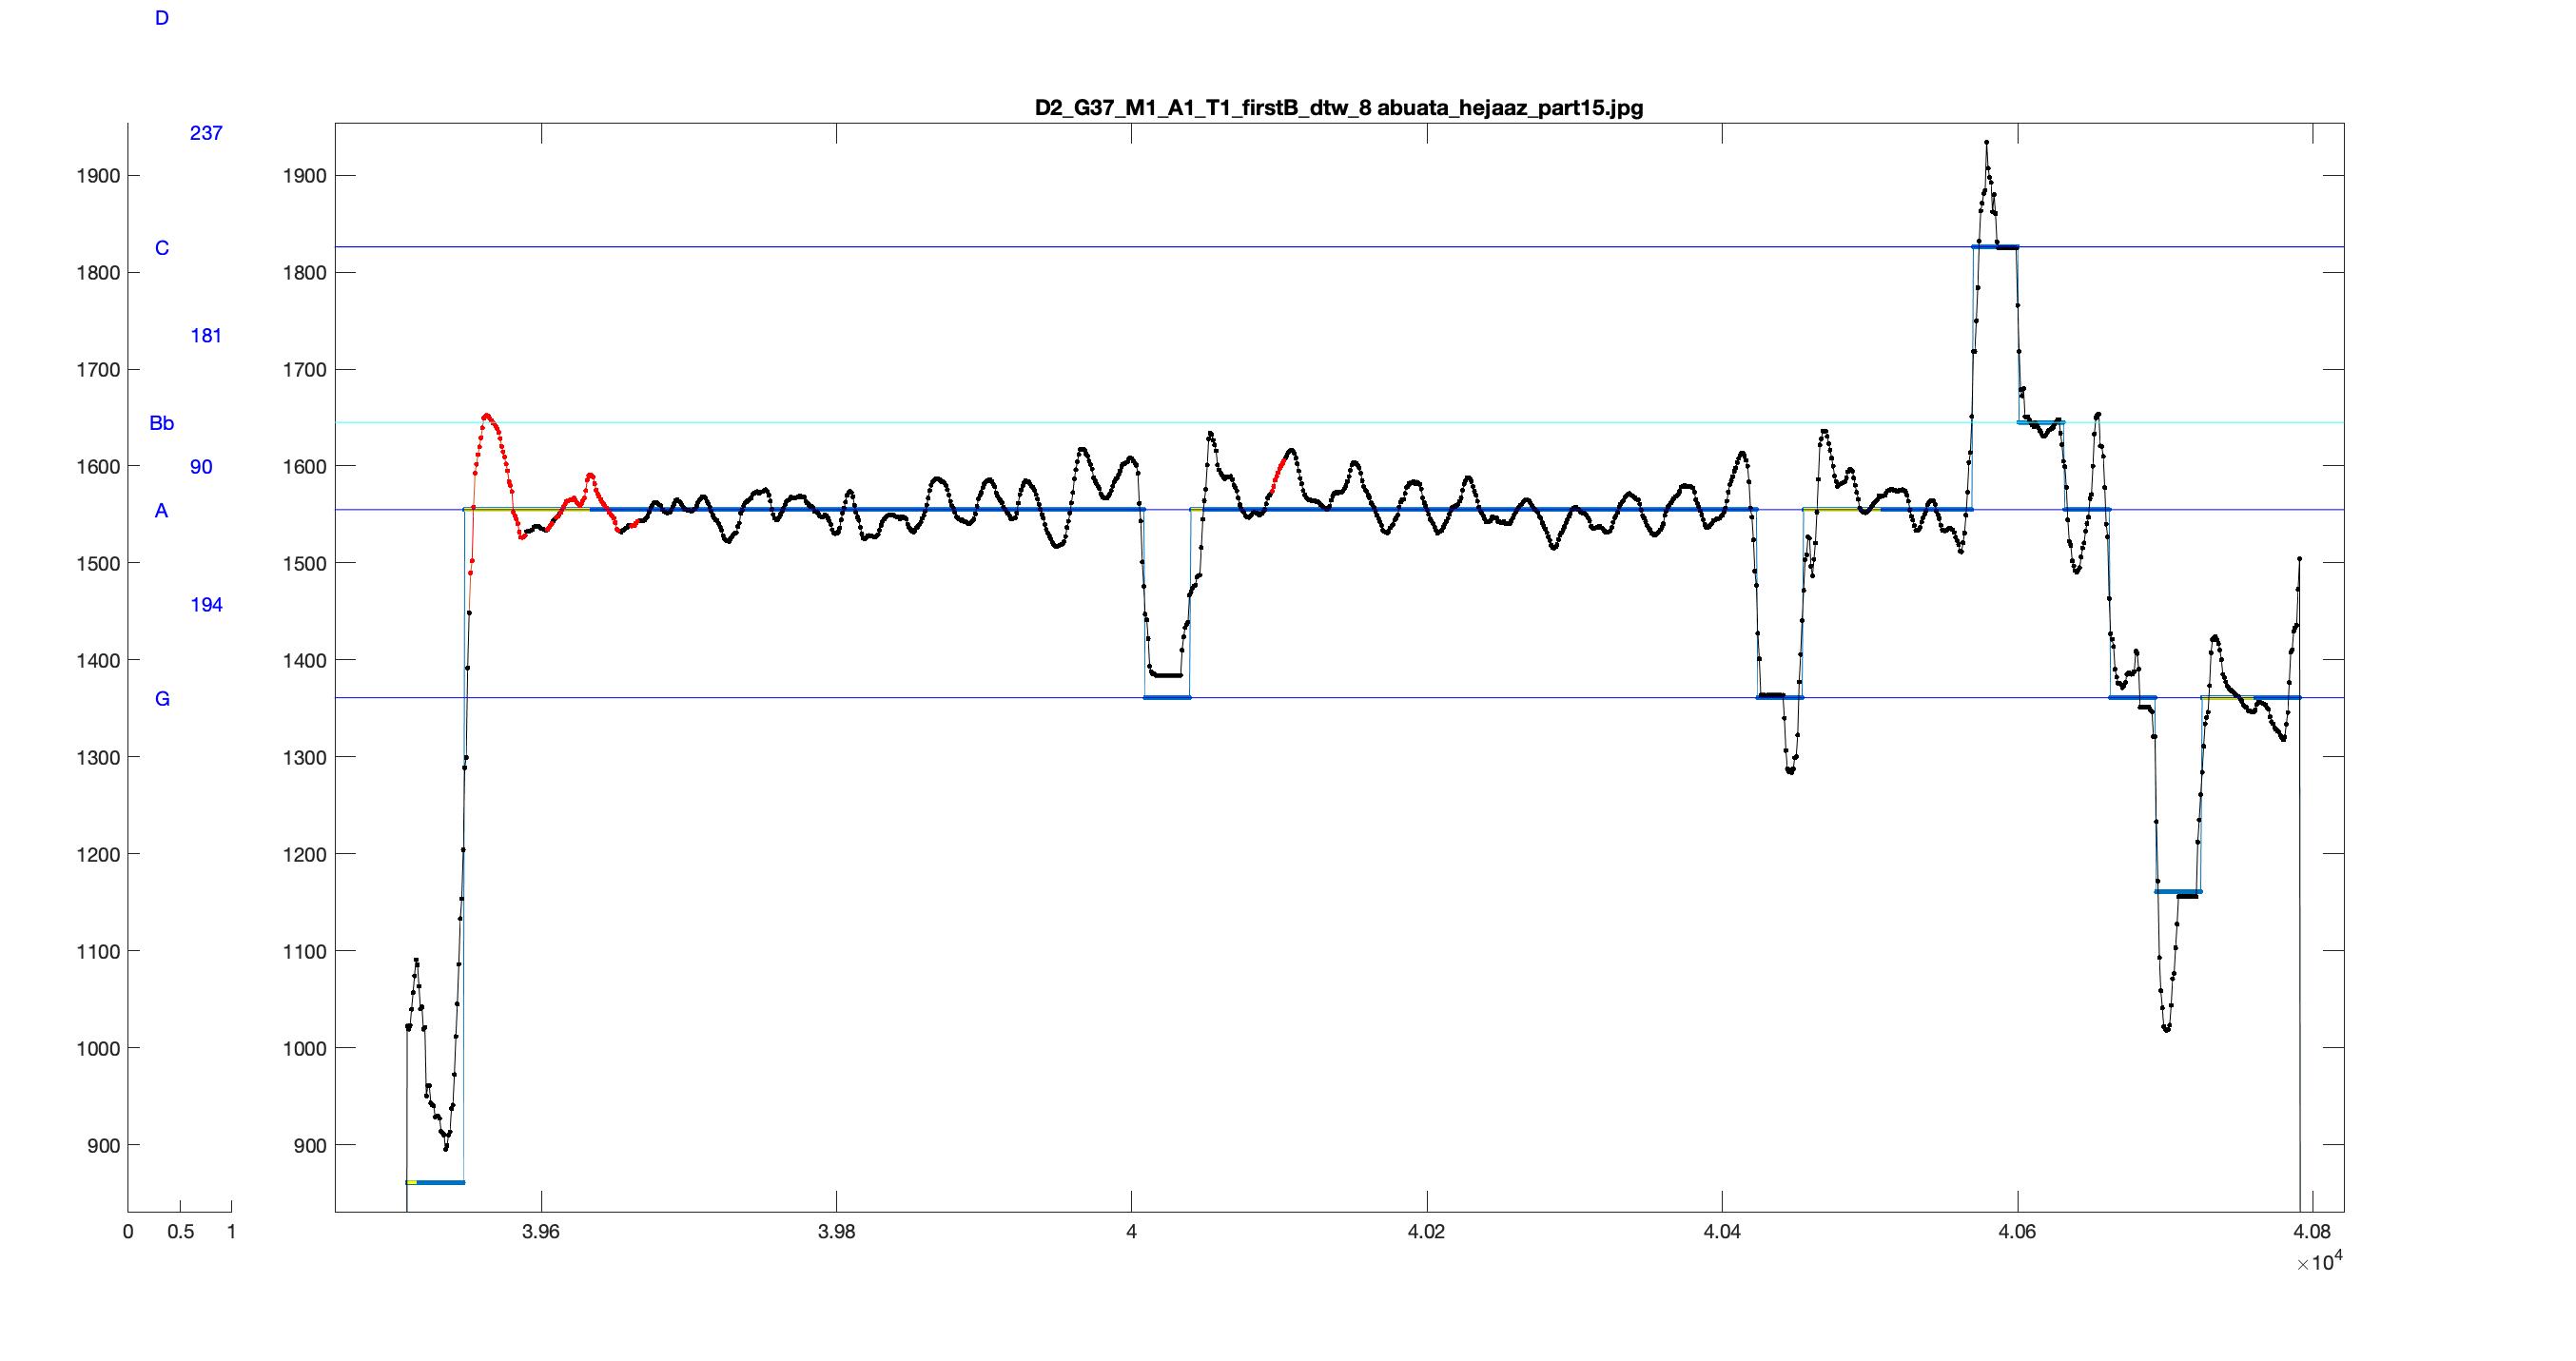 D
D2_G37_M1_A1_T1_firstB_dtw_8 abuata_hejaaz_part15.jpg
237
1900 1900
C
1800 1800
181
1700 1700
Bb
1600 90 1600
A
1500 1500
194
1400 1400
G
1300 1300
1200 1200
1100 1100
1000 1000
900 900
0 0.5 1 3.96 3.98 4 4.02 4.04 4.06 4.08
×10^4